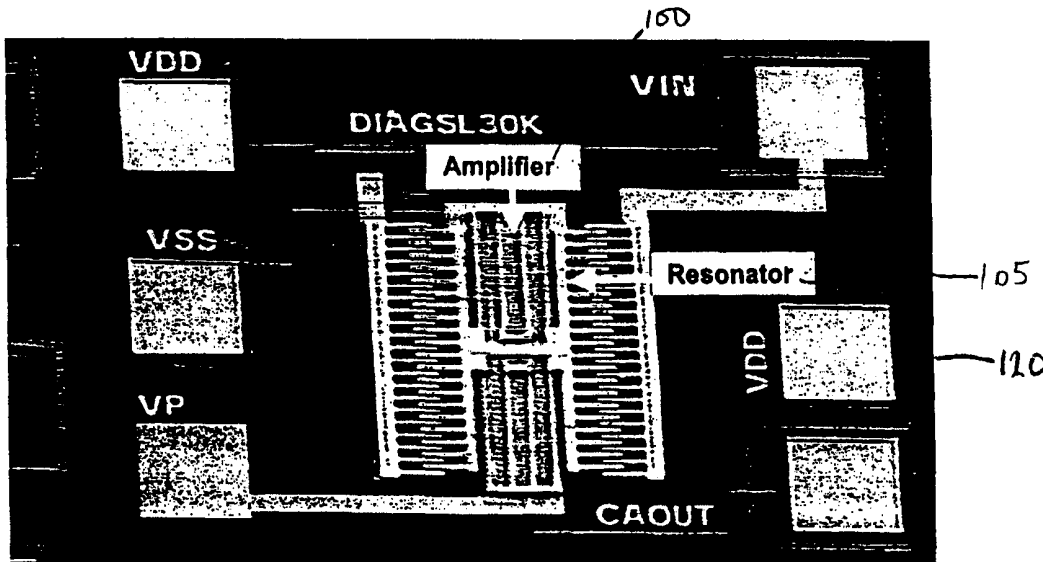 100
VDD
VIN
DIAGSL30K
Amplifier
VSS
Resonator
105
VDD
120
VP
CAOUT